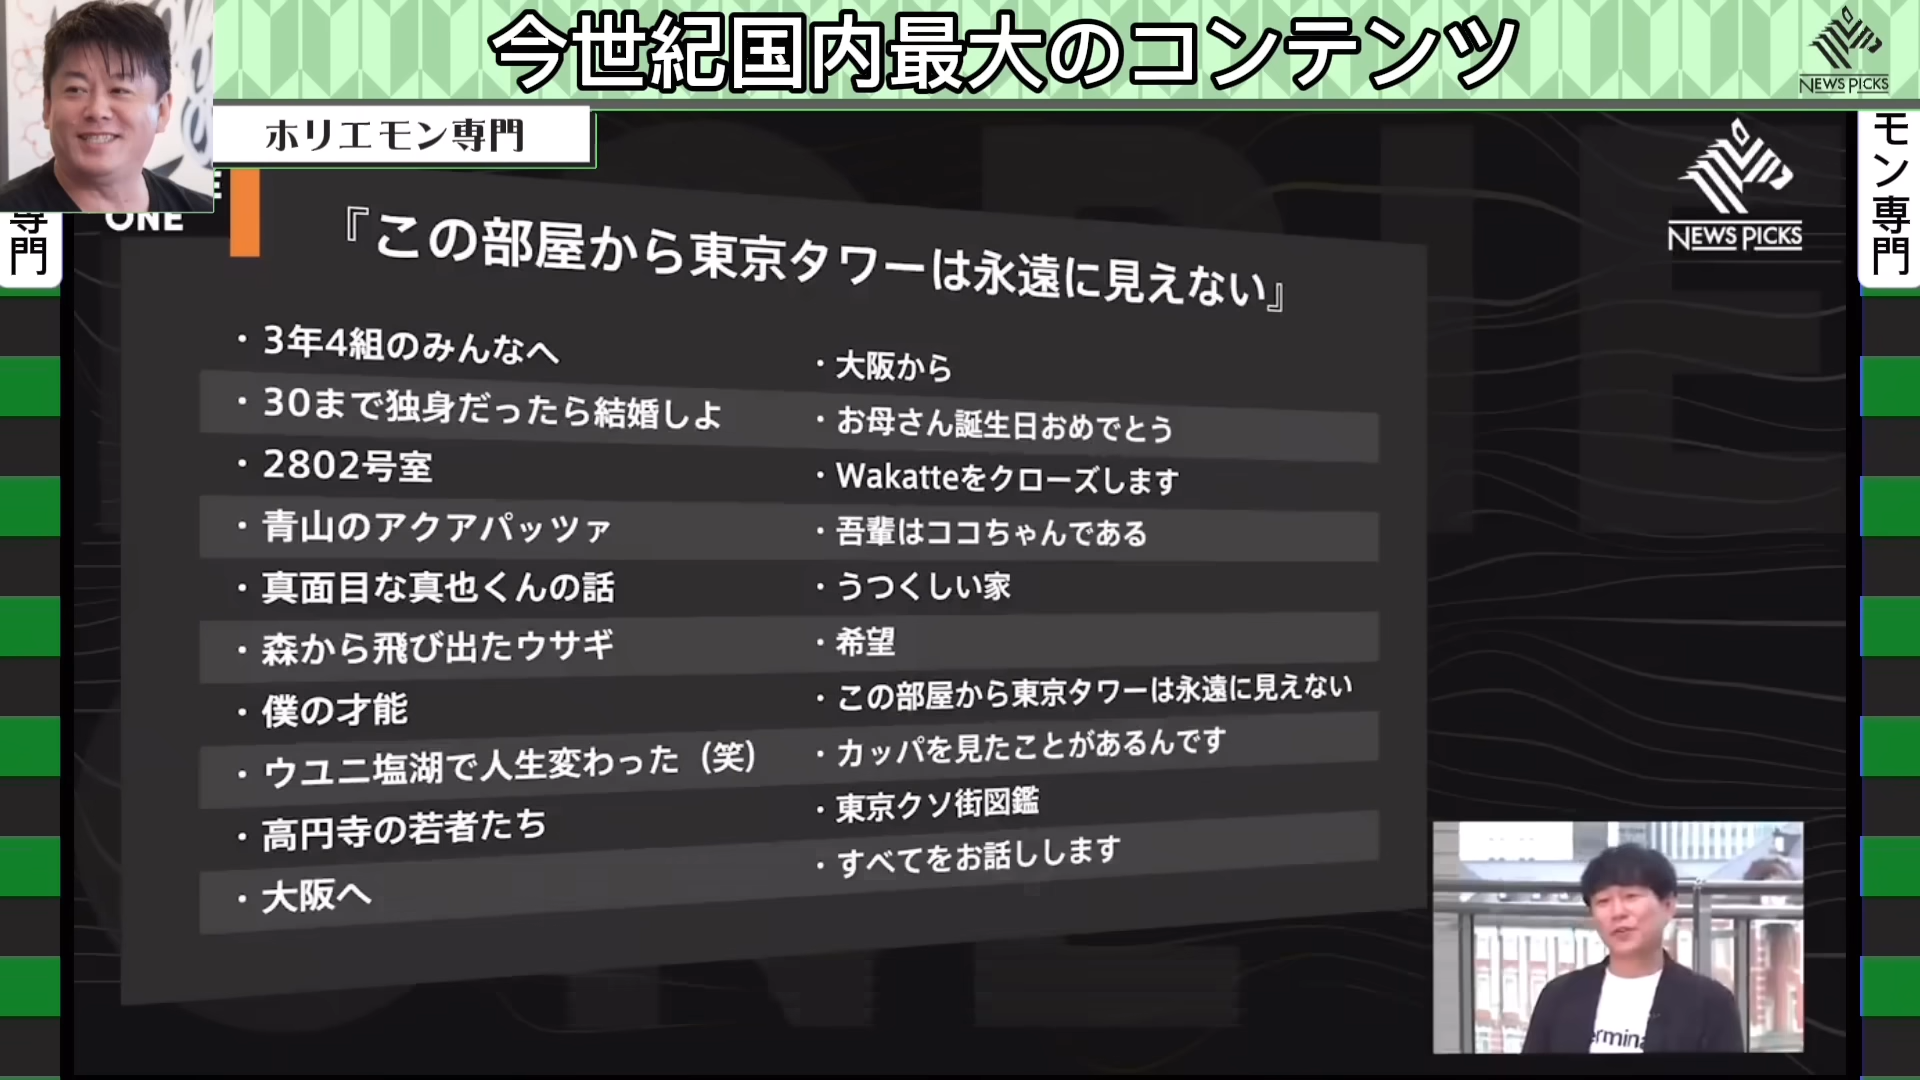 今世紀国内最大のコンテンツ
NEWS PICKS
ホリエモン専門
モン専門
専門
ONE
NEWS PICKS
『この部屋から東京タワーは永遠に見えない』
・3年4組のみんなへ
・30まで独身だったら結婚しよ
・2802号室
・青山のアクアパッツァ
・真面目な真也くんの話
・森から飛び出たウサギ
・僕の才能
・ウユニ塩湖で人生変わった（笑）
・高円寺の若者たち
・大阪へ
・大阪から
・お母さん誕生日おめでとう
・Wakatteをクローズします
・吾輩はココちゃんである
・うつくしい家
・希望
・この部屋から東京タワーは永遠に見えない
・カッパを見たことがあるんです
・東京クソ街図鑑
・すべてをお話しします